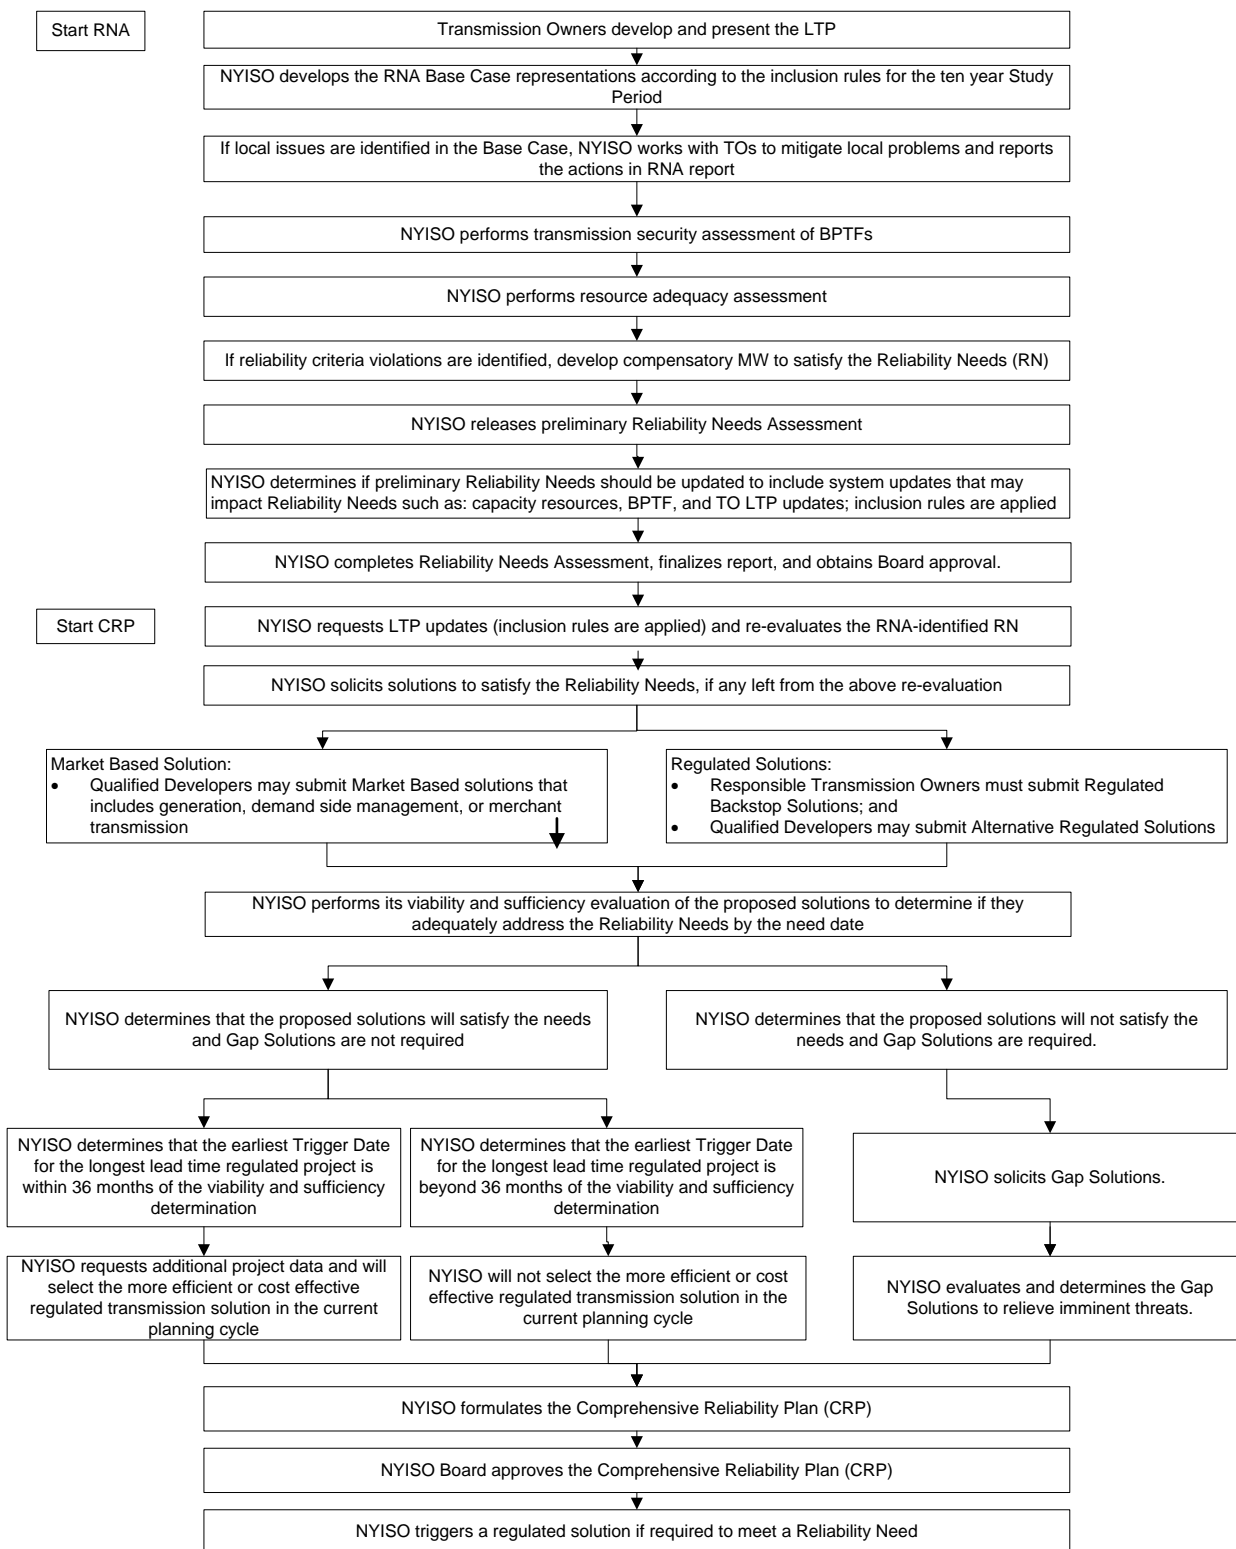 Start RNA
Transmission Owners develop and present the LTP
NYISO develops the RNA Base Case representations according to the inclusion rules for the ten year Study
Period
If local issues are identified in the Base Case, NYISO works with TOs to mitigate local problems and reports
the actions in RNA report
NYISO performs transmission security assessment of BPTFs
NYISO performs resource adequacy assessment
If reliability criteria violations are identified, develop compensatory MW to satisfy the Reliability Needs (RN)
NYISO releases preliminary Reliability Needs Assessment
NYISO determines if preliminary Reliability Needs should be updated to include system updates that may
impact Reliability Needs such as: capacity resources, BPTF, and TO LTP updates; inclusion rules are applied
NYISO completes Reliability Needs Assessment, finalizes report, and obtains Board approval.
Start CRP
NYISO requests LTP updates (inclusion rules are applied) and re-evaluates the RNA-identified RN
NYISO solicits solutions to satisfy the Reliability Needs, if any left from the above re-evaluation
Market Based Solution:
• Qualified Developers may submit Market Based solutions that
includes generation, demand side management, or merchant
transmission
Regulated Solutions:
• Responsible Transmission Owners must submit Regulated
Backstop Solutions; and
• Qualified Developers may submit Alternative Regulated Solutions
NYISO performs its viability and sufficiency evaluation of the proposed solutions to determine if they
adequately address the Reliability Needs by the need date
NYISO determines that the proposed solutions will satisfy the needs
and Gap Solutions are not required
NYISO determines that the proposed solutions will not satisfy the
needs and Gap Solutions are required.
NYISO determines that the earliest Trigger Date
for the longest lead time regulated project is
within 36 months of the viability and sufficiency
determination
NYISO determines that the earliest Trigger Date
for the longest lead time regulated project is
beyond 36 months of the viability and sufficiency
determination
NYISO solicits Gap Solutions.
NYISO requests additional project data and will
select the more efficient or cost effective
regulated transmission solution in the current
planning cycle
NYISO will not select the more efficient or cost
effective regulated transmission solution in the
current planning cycle
NYISO evaluates and determines the Gap
Solutions to relieve imminent threats.
NYISO formulates the Comprehensive Reliability Plan (CRP)
NYISO Board approves the Comprehensive Reliability Plan (CRP)
NYISO triggers a regulated solution if required to meet a Reliability Need